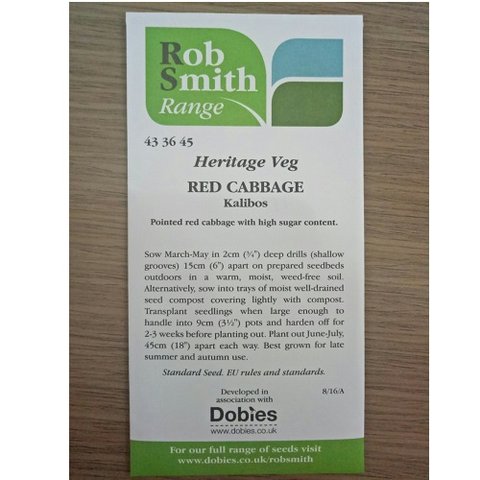 Rob
Smith
Range
43 36 45
Heritage Veg
RED CABBAGE
Kalibos
Pointed red cabbage with high sugar content.
Sow March-May in 2cm (¾") deep drills (shallow
grooves) 15cm (6") apart on prepared seedbeds
outdoors in a warm, moist, weed-free soil.
Alternatively, sow into trays of moist well-drained
seed compost covering lightly with compost.
Transplant seedlings when large enough to
handle into 9cm (3½") pots and harden off for
2-3 weeks before planting out. Plant out June-July,
45cm (18") apart each way. Best grown for late
summer and autumn use.
Standard Seed. EU rules and standards.
Developed in
association with
8/16/A
Dobies
www.dobies.co.uk
For our full range of seeds visit
www.dobies.co.uk/robsmith